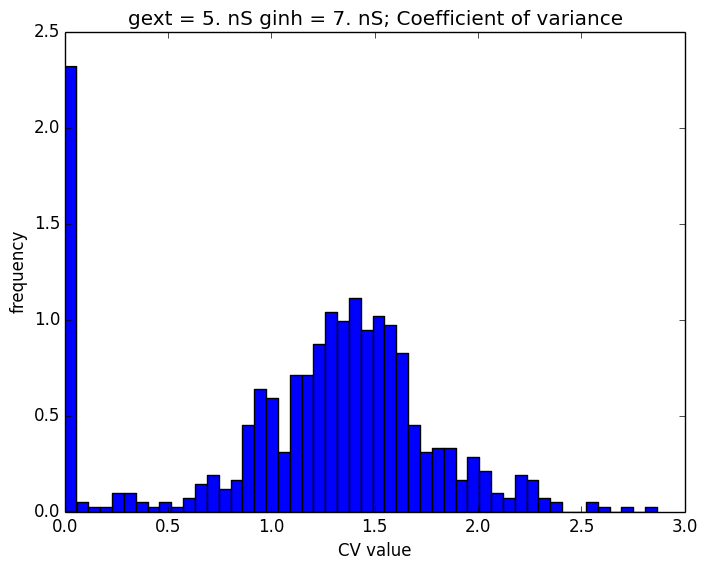 gext = 5. nS ginh = 7. nS; Coefficient of variance
2.5
2.0
1.5
1.0
0.5
0.0
frequency
0.0 0.5 1.0 1.5 2.0 2.5 3.0
CV value